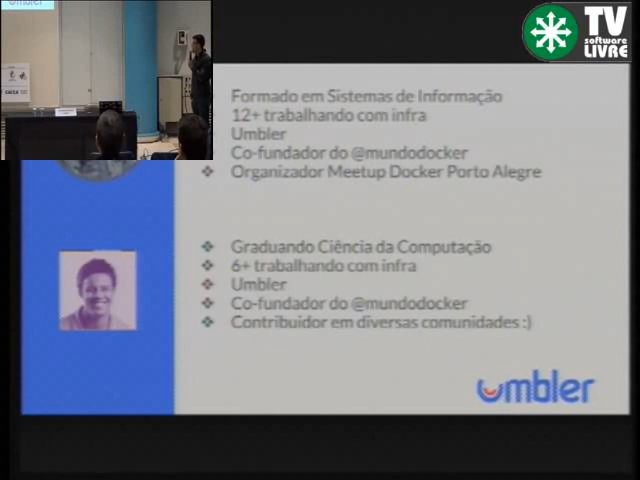 umbler
CAIXA
TV
software
LIVRE
Formado em Sistemas de Informação
12+ trabalhando com infra
Umbler
Co-fundador do @mundodocker
Organizador Meetup Docker Porto Alegre
Graduando Ciência da Computação
6+ trabalhando com infra
Umbler
Co-fundador do @mundodocker
Contribuidor em diversas comunidades :)
umbler